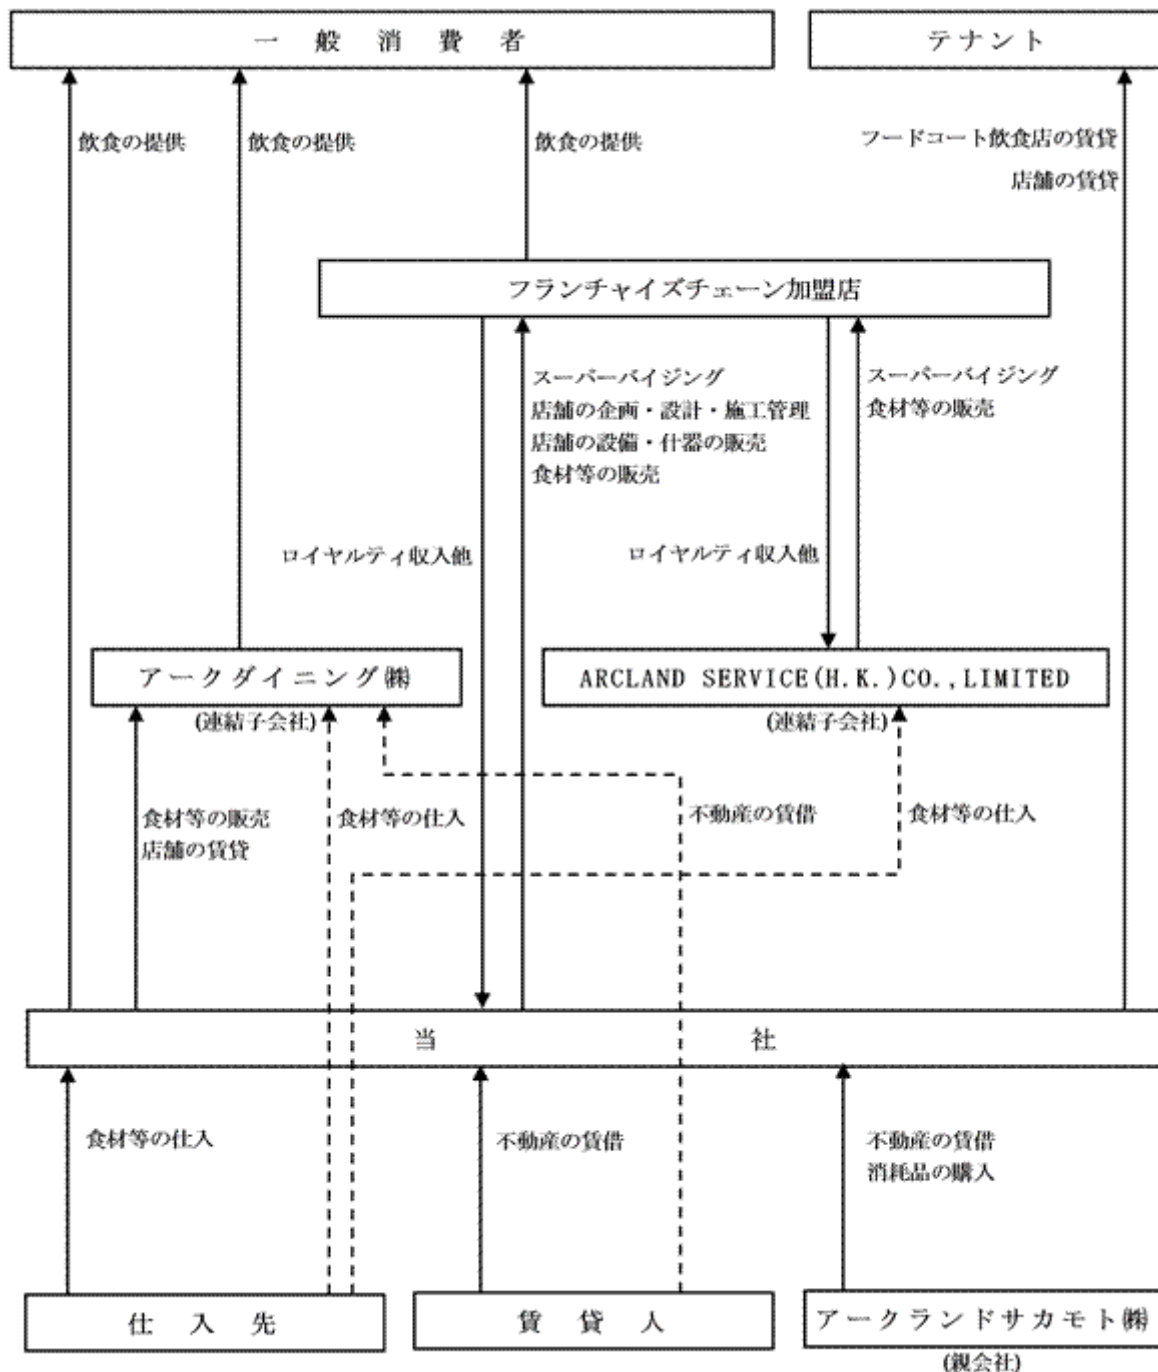 一般消費者
テナント
飲食の提供
飲食の提供
飲食の提供
フードコート飲食店の賃貸
店舗の賃貸
フランチャイズチェーン加盟店
スーパーバイジング
店舗の企画・設計・施工管理
店舗の設備・什器の販売
食材等の販売
スーパーバイジング
食材等の販売
ロイヤルティ収入他
ロイヤルティ収入他
アークダイニング㈱
(連結子会社)
ARCLAND SERVICE(H.K.)CO.,LIMITED
(連結子会社)
食材等の販売
店舗の賃貸
食材等の仕入
不動産の賃借
食材等の仕入
当社
食材等の仕入
不動産の賃借
不動産の賃借
消耗品の購入
仕入先
賃貸人
アークランドサカモト㈱
(親会社)